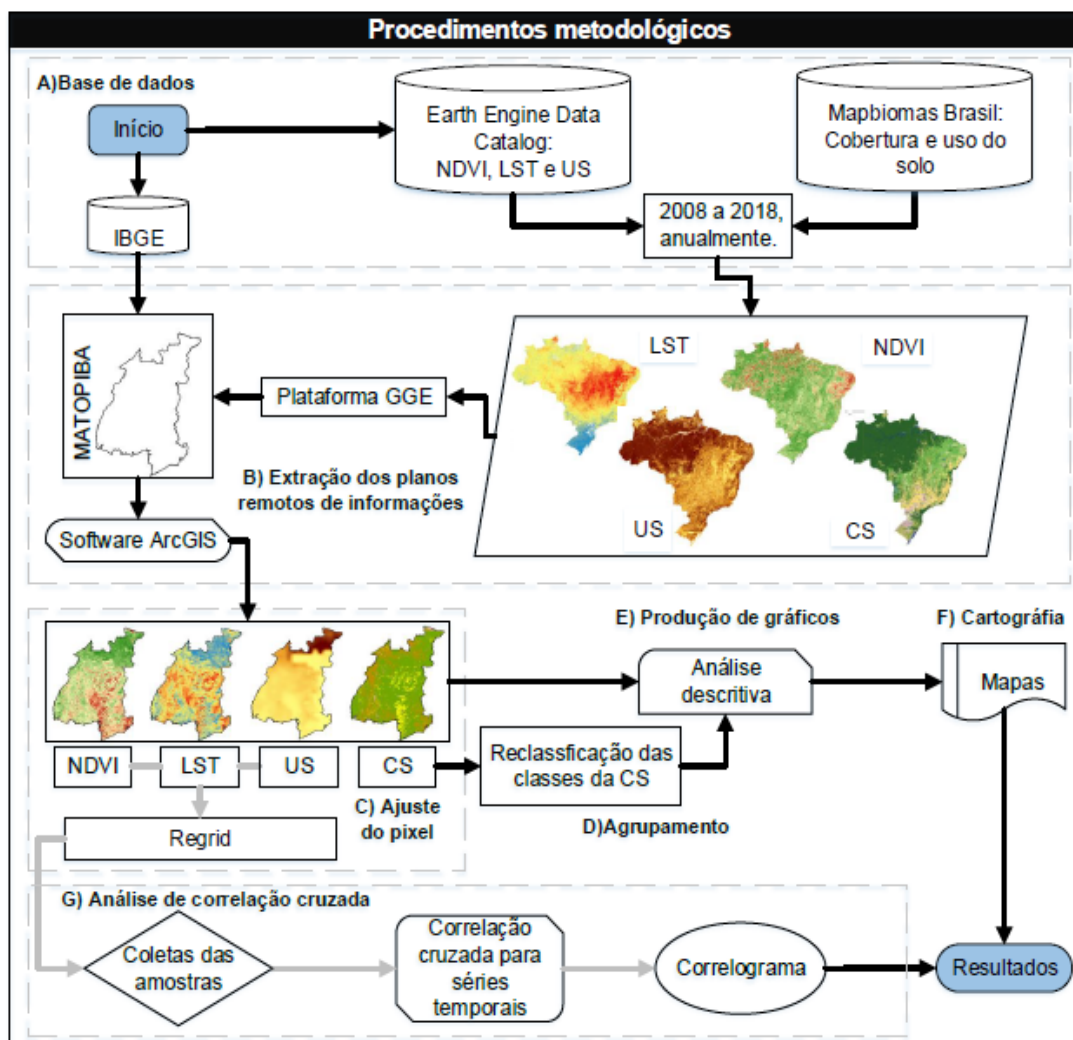 Procedimentos metodológicos
A)Base de dados
Início
Earth Engine Data
Catalog:
NDVI, LST e US
Mapbiomas Brasil:
Cobertura e uso do
solo
IBGE
2008 a 2018,
anualmente.
MATOPIBA
Plataforma GGE
LST
NDVI
US
CS
B) Extração dos planos
remotos de informações
Software ArcGIS
NDVI
LST
US
CS
C) Ajuste
do pixel
Regrid
Reclassficação das
classes da CS
D)Agrupamento
E) Produção de gráficos
Análise
descritiva
F) Cartográfia
Mapas
G) Análise de correlação cruzada
Coletas das
amostras
Correlação
cruzada para
séries
temporais
Correlograma
Resultados